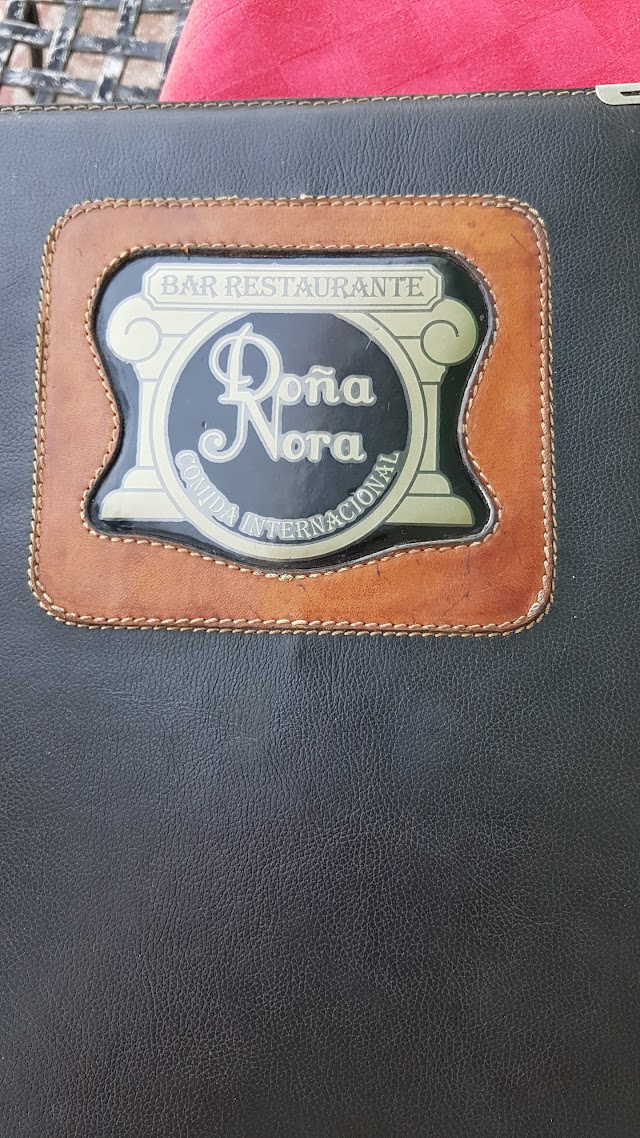 BAR RESTAURANTE
Doña
Nora
COMIDA INTERNACIONAL